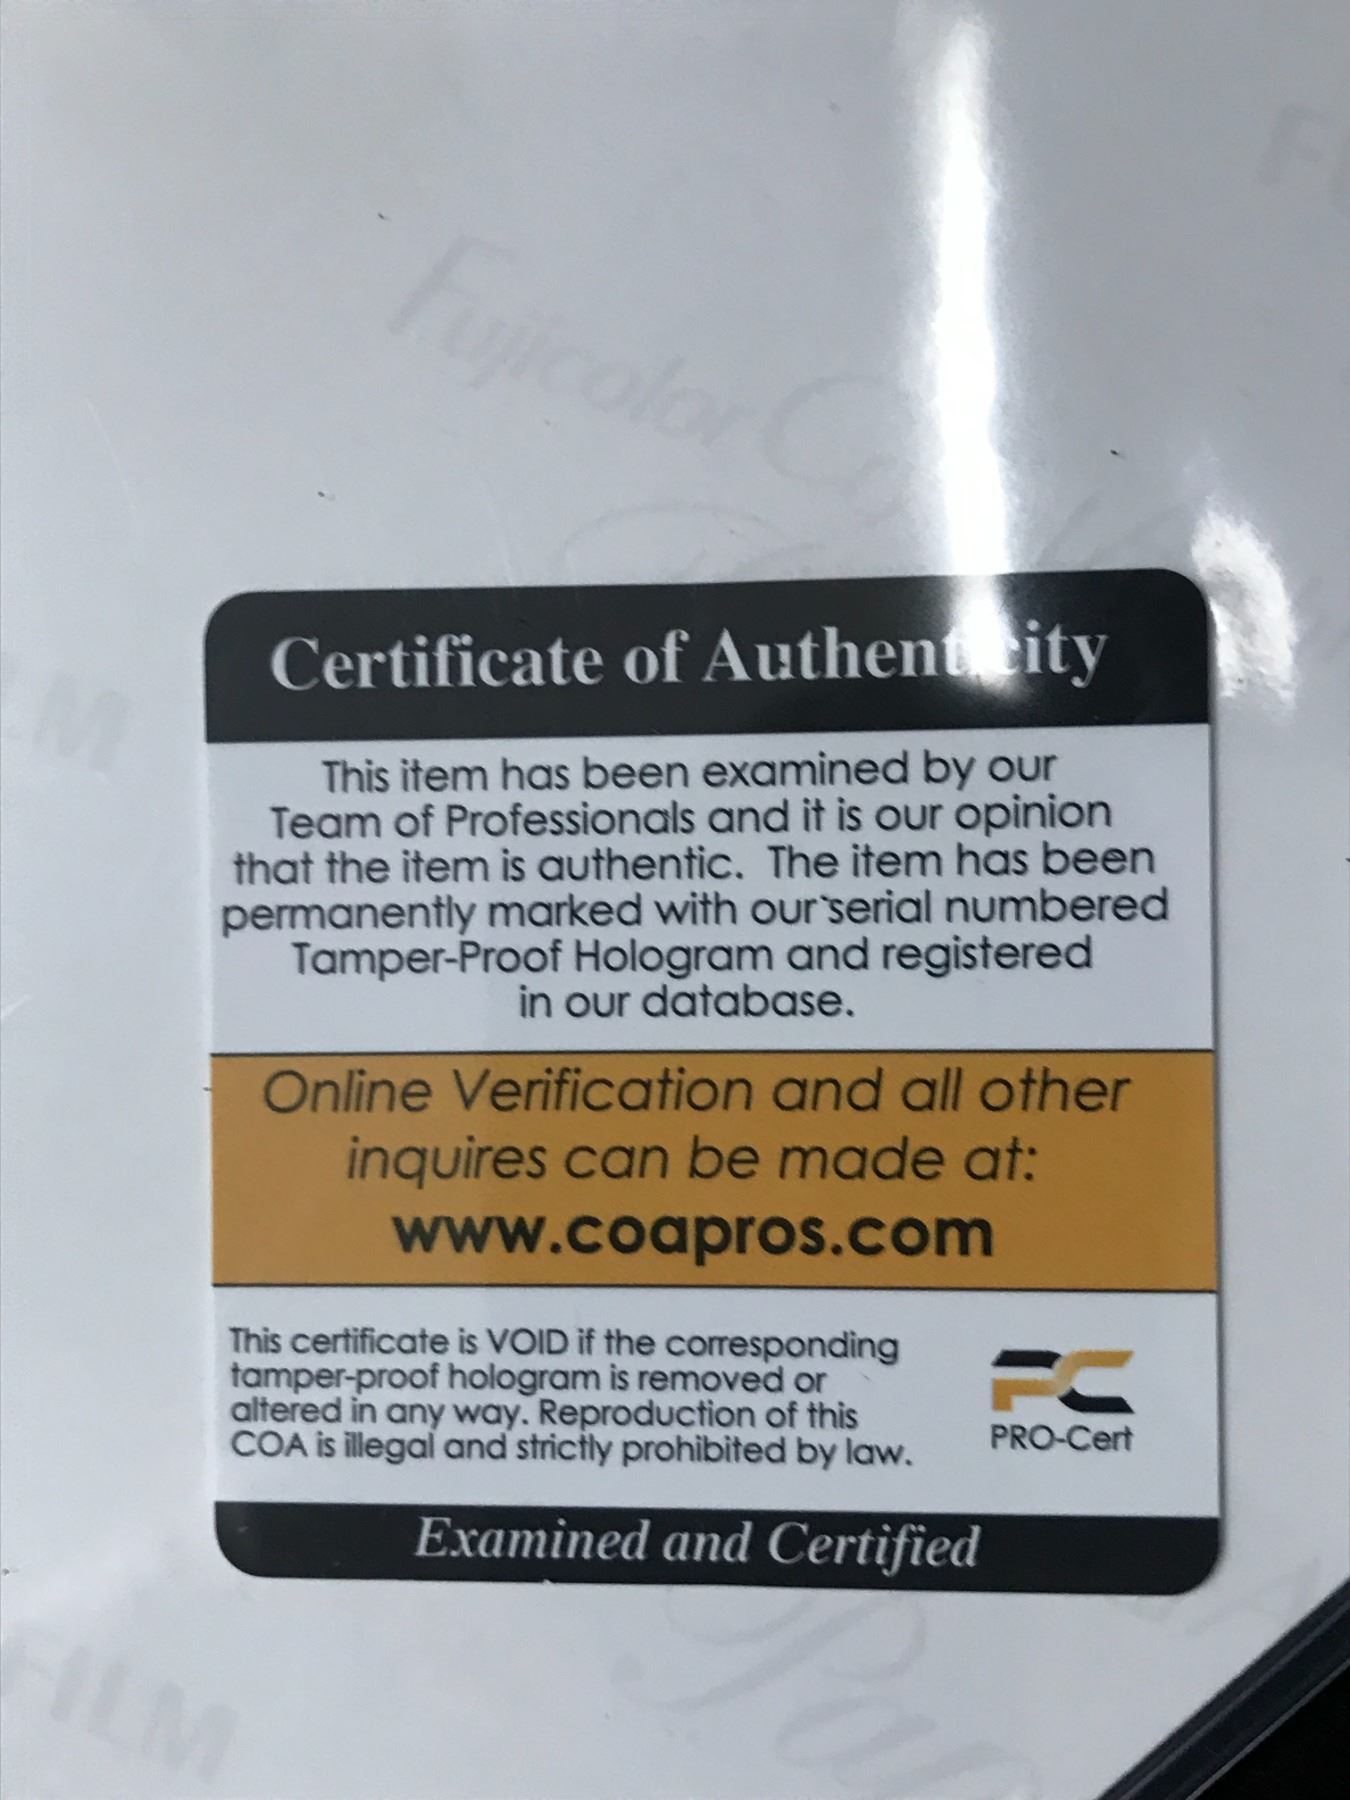 Fujicolor
M
Certificate of Authenticity
This item has been examined by our
Team of Professionals and it is our opinion
that the item is authentic. The item has been
permanently marked with our serial numbered
Tamper-Proof Hologram and registered
in our database.
Online Verification and all other
inquires can be made at:
www.coapros.com
This certificate is VOID if the corresponding
tamper-proof hologram is removed or
altered in any way. Reproduction of this
COA is illegal and strictly prohibited by law.
PC
PRO-Cert
Examined and Certified
FILM